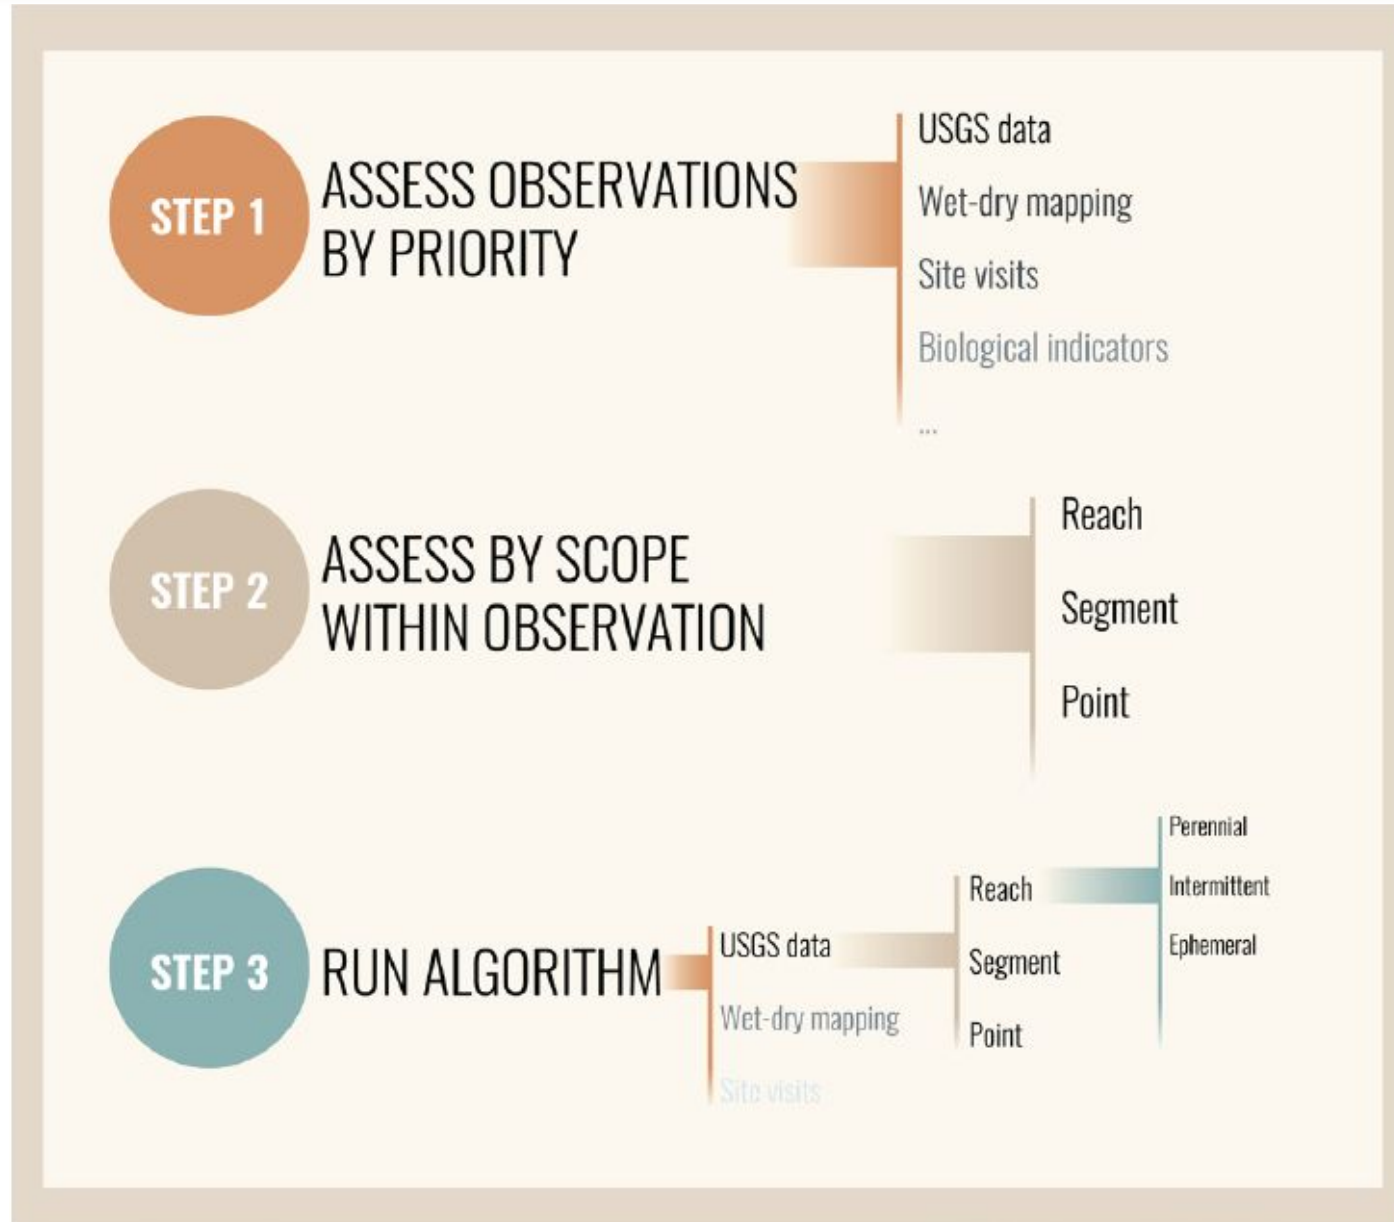 STEP 1
ASSESS OBSERVATIONS
BY PRIORITY
USGS data
Wet-dry mapping
Site visits
Biological indicators
...
STEP 2
ASSESS BY SCOPE
WITHIN OBSERVATION
Reach
Segment
Point
STEP 3
RUN ALGORITHM
USGS data
Wet-dry mapping
Site visits
Reach
Segment
Point
Perennial
Intermittent
Ephemeral